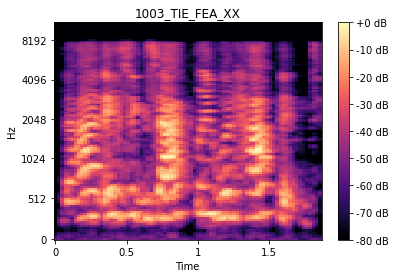 1003_TIE_FEA_XX
+0 dB
8192
-10 dB
4096
-20 dB
-30 dB
2048
Hz
-40 dB
1024
-50 dB
512
-60 dB
-70 dB
0
-80 dB
0
0.5
1
1.5
Time